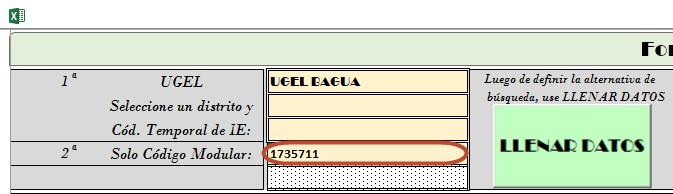 Fo
1ª UGEL UGEL BAGUA Luego de definir la alternativa de
Seleccione un distrito y búsqueda, use LLENAR DATOS
Cód. Temporal de IE:
2ª Solo Código Modular: 1735711
LLENAR DATOS